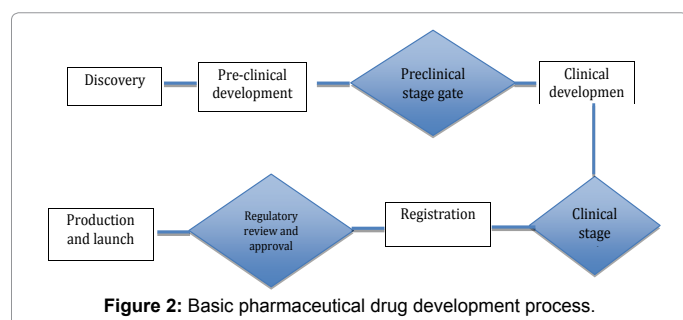 Discovery
Pre-clinical
development
Preclinical
stage gate
Clinical
developmen
Clinical
stage
Registration
Regulatory
review and
approval
Production
and launch
Figure 2: Basic pharmaceutical drug development process.